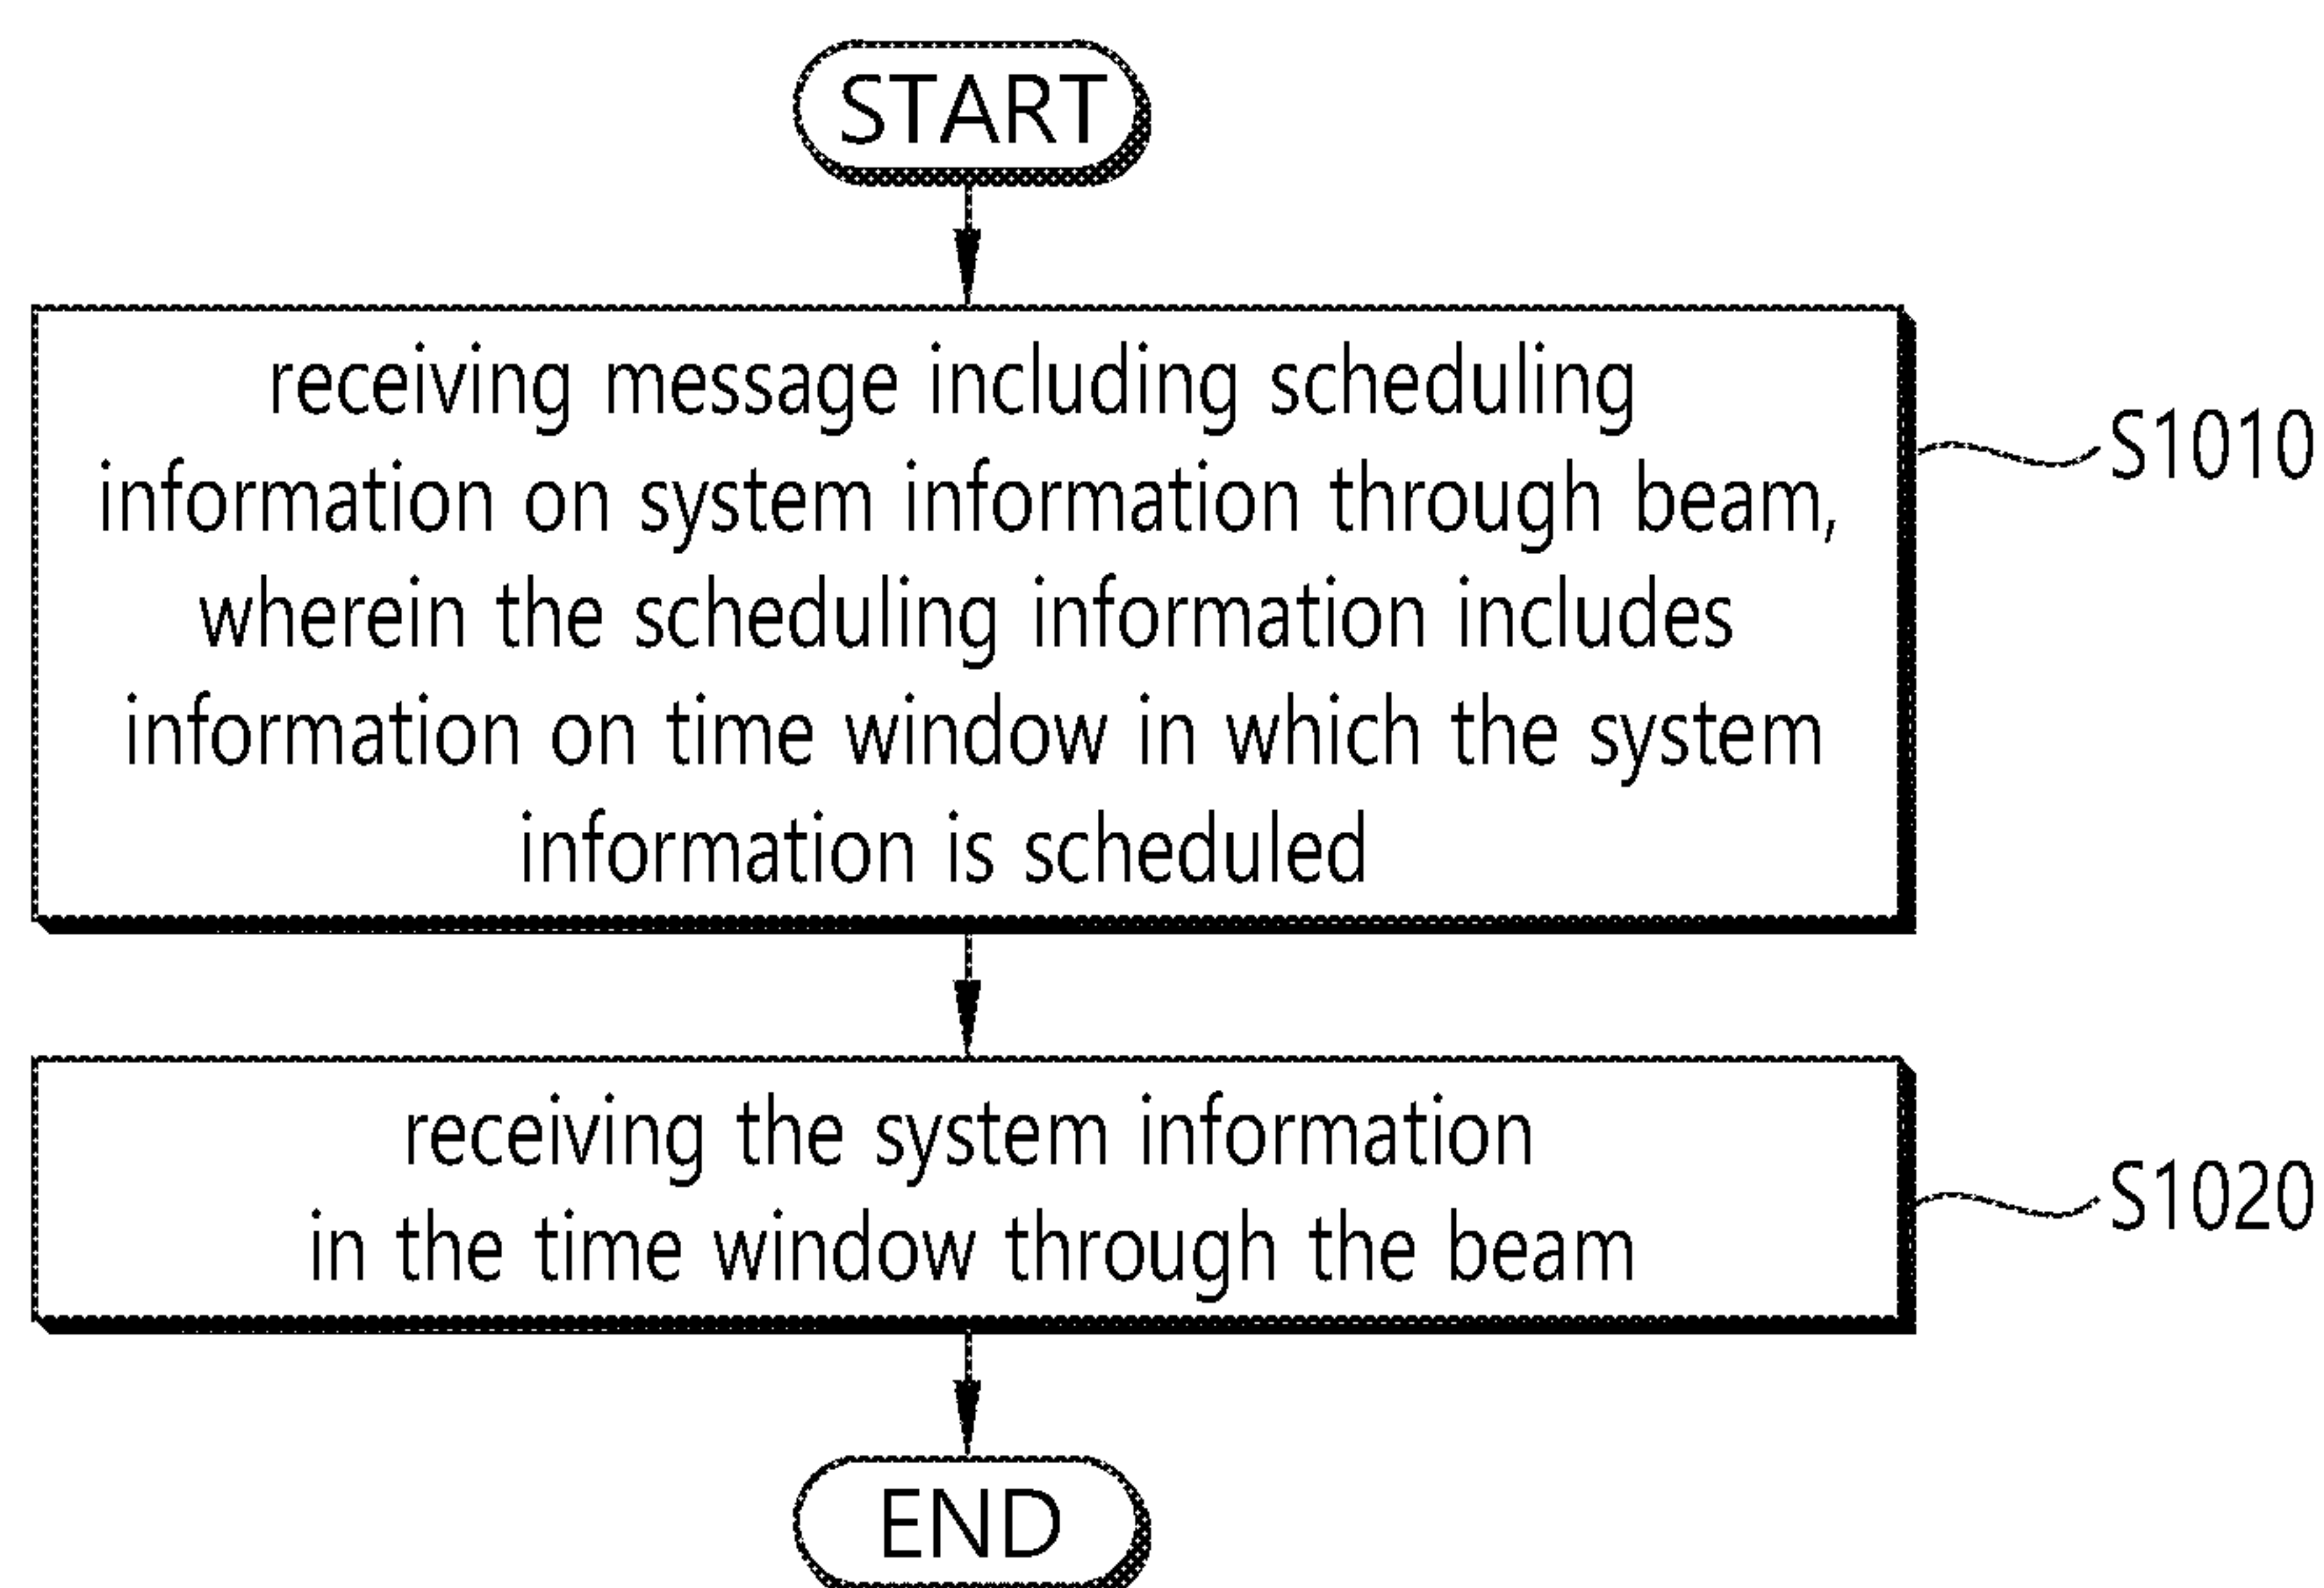 START
receiving message including scheduling
information on system information through beam,
wherein the scheduling information includes
information on time window in which the system
information is scheduled
S1010
receiving the system information
in the time window through the beam
S1020
END